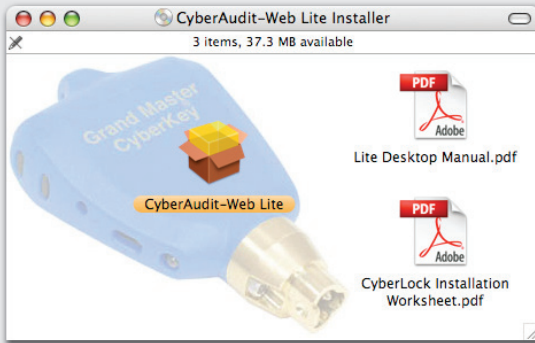 CyberAudit-Web Lite Installer
3 items, 37.3 MB available
Grand Master
CyberKey
PDF
Adobe
Lite Desktop Manual.pdf
CyberAudit-Web Lite
PDF
Adobe
CyberLock Installation
Worksheet.pdf